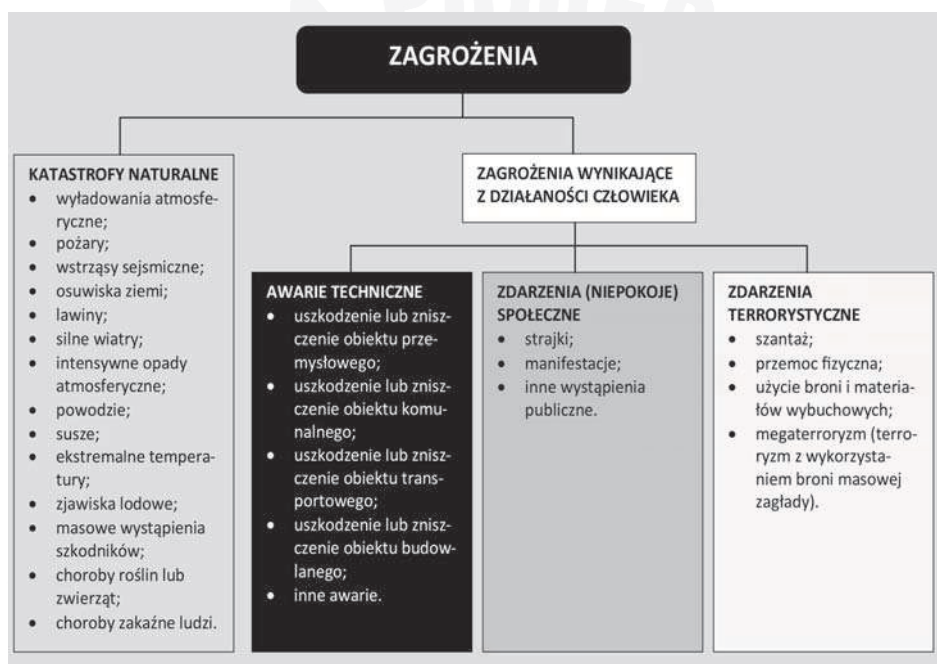 ZAGROŻENIA
KATASTROFY NATURALNE
• wyładowania atmosfe-
ryczne;
• pożary;
• wstrząsy sejsmiczne;
• osuwiska ziemi;
• lawiny;
• silne wiatry;
• intensywne opady
atmosferyczne;
• powodzie;
• susze;
• ekstremalne tempera-
tury;
• zjawiska lodowe;
• masowe wystąpienia
szkodników;
• choroby roślin lub
zwierząt;
• choroby zakaźne ludzi.
ZAGROŻENIA WYNIKAJĄCE
Z DZIAŁANOŚCI CZŁOWIEKA
AWARIE TECHNICZNE
• uszkodzenie lub znisz-
czenie obiektu prze-
mysłowego;
• uszkodzenie lub znisz-
czenie obiektu komu-
nalnego;
• uszkodzenie lub znisz-
czenie obiektu trans-
portowego;
• uszkodzenie lub znisz-
czenie obiektu budow-
lanego;
• inne awarie.
ZDARZENIA (NIEPOKOJE)
SPOŁECZNE
• strajki;
• manifestacje;
• inne wystąpienia
publiczne.
ZDARZENIA
TERRORYSTYCZNE
• szantaż;
• przemoc fizyczna;
• użycie broni i materia-
łów wybuchowych;
• megaterroryzm (terro-
ryzm z wykorzysta-
niem broni masowej
zagłady).